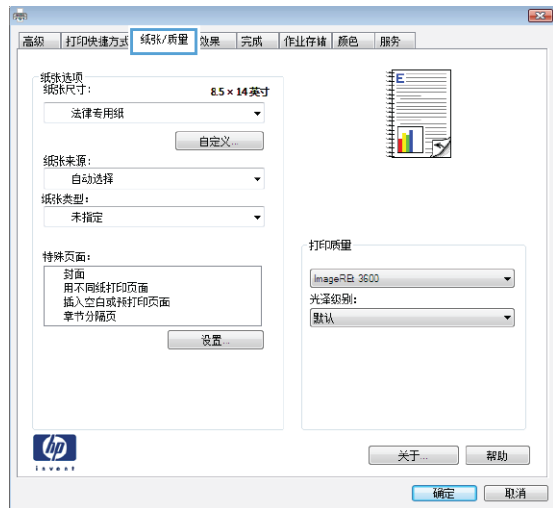 高级 打印快捷方式 纸张/质量 效果 完成 作业存储 颜色 服务
纸张选项
纸张尺寸: 8.5 × 14 英寸
法律专用纸
自定义...
纸张来源:
自动选择
纸张类型:
未指定
特殊页面:
封面
用不同纸打印页面
插入空白或预打印页面
章节分隔页
设置...
打印质量
ImageREt 3600
光泽级别:
默认
E
hp
invent
关于... 帮助
确定 取消